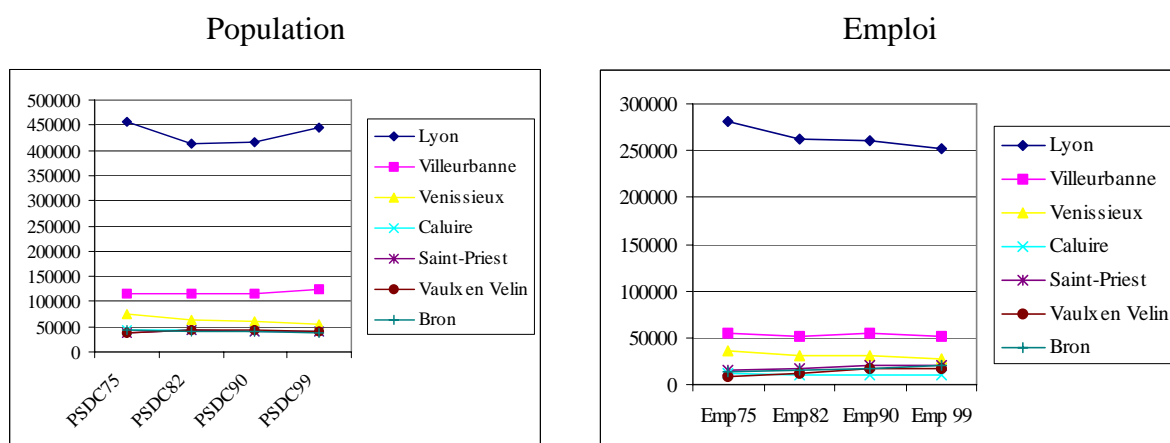 Population
500000
450000
400000
350000
300000
250000
200000
150000
100000
50000
0
PSDC75
PSDC82
PSDC90
PSDC99
Lyon
Villeurbanne
Venissieux
Caluire
Saint-Priest
Vaulx en Velin
Bron
Emploi
300000
250000
200000
150000
100000
50000
0
Emp75 Emp82 Emp90 Emp 99
Lyon
Villeurbanne
Venissieux
Caluire
Saint-Priest
Vaulx en Velin
Bron